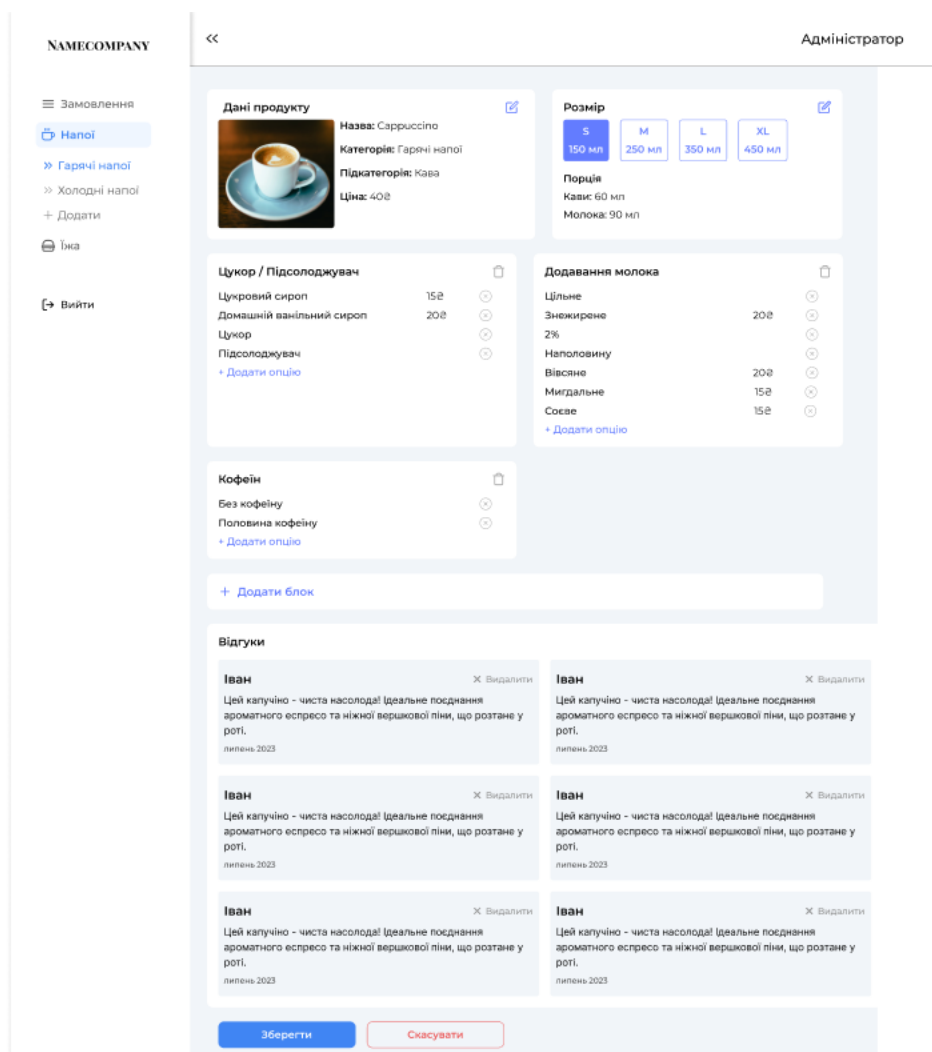 NAMECOMPANY
Адміністратор
Замовлення
Напої
Гарячі напої
Холодні напої
+ Додати
Їжа
Вийти
Дані продукту
Назва: Cappuccino
Категорія: Гарячі напої
Підкатегорія: Кава
Ціна: 40₴
Розмір
S
150 мл
M
250 мл
L
350 мл
XL
450 мл
Порція
Кави: 60 мл
Молока: 90 мл
Цукор / Підсолоджувач
Цукровий сироп 15₴
Домашній ванільний сироп 20₴
Цукор
Підсолоджувач
+ Додати опцію
Додавання молока
Цільне
Знежирене 20₴
2%
Наполовину
Вівсяне 20₴
Мигдальне 15₴
Соєве 15₴
+ Додати опцію
Кофеїн
Без кофеїну
Половина кофеїну
+ Додати опцію
+ Додати блок
Відгуки
Іван
Видалити
Цей капучіно - чиста насолода! Ідеальне поєднання
ароматного еспресо та ніжної вершкової піни, що розтане у
роті.
липень 2023
Іван
Видалити
Цей капучіно - чиста насолода! Ідеальне поєднання
ароматного еспресо та ніжної вершкової піни, що розтане у
роті.
липень 2023
Іван
Видалити
Цей капучіно - чиста насолода! Ідеальне поєднання
ароматного еспресо та ніжної вершкової піни, що розтане у
роті.
липень 2023
Іван
Видалити
Цей капучіно - чиста насолода! Ідеальне поєднання
ароматного еспресо та ніжної вершкової піни, що розтане у
роті.
липень 2023
Іван
Видалити
Цей капучіно - чиста насолода! Ідеальне поєднання
ароматного еспресо та ніжної вершкової піни, що розтане у
роті.
липень 2023
Іван
Видалити
Цей капучіно - чиста насолода! Ідеальне поєднання
ароматного еспресо та ніжної вершкової піни, що розтане у
роті.
липень 2023
Зберегти
Скасувати